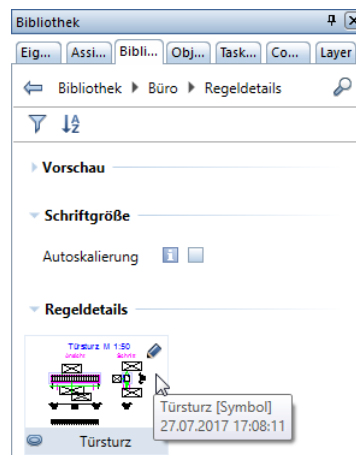 Bibliothek
Eig... Assi... Bibli... Obj... Task... Co... Layer
Bibliothek Büro Regeldetails
Vorschau
Schriftgröße
Autoskalierung
Regeldetails
Türsturz M 1:50
Ansicht Schnitt
Türsturz [Symbol]
27.07.2017 17:08:11
Türsturz